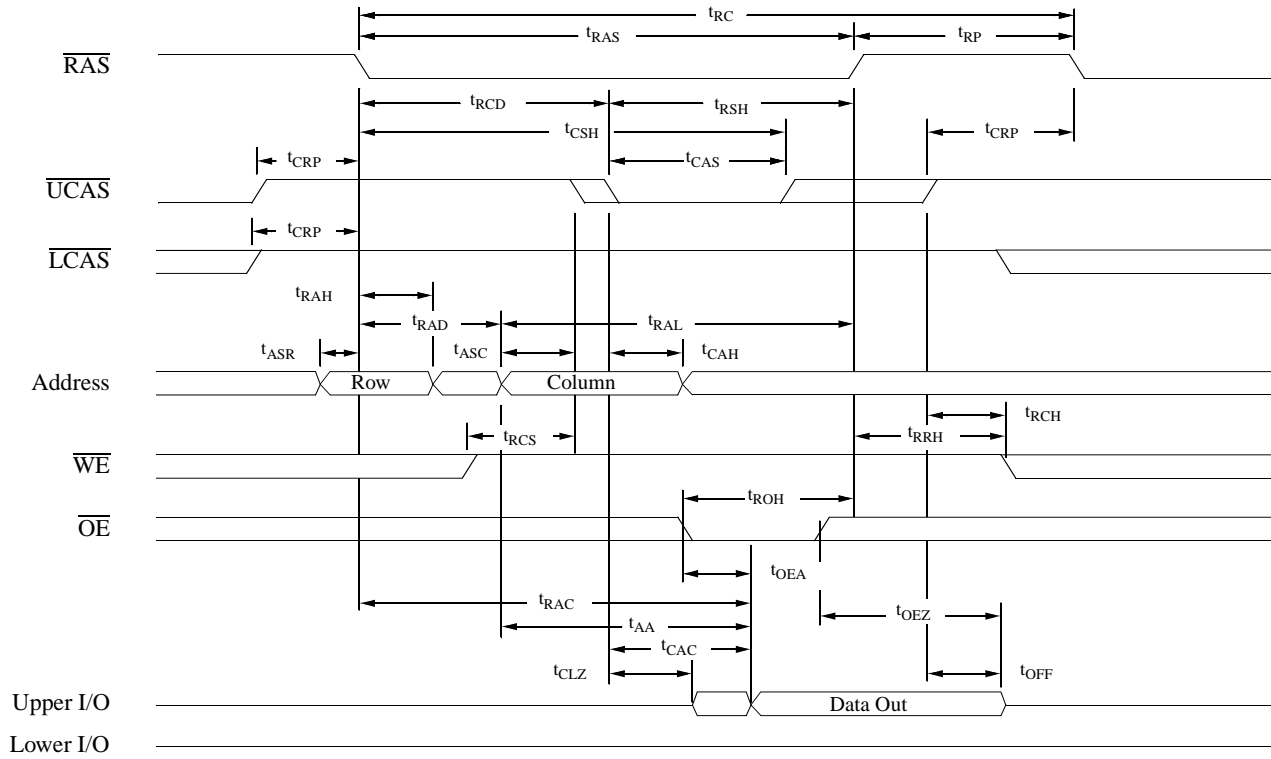 tRC
tRAS tRP
RAS
tRCD tRSH
tCSH tCRP
tCRP tCAS
UCAS
tCRP
LCAS
tRAH
tRAD tRAL
tASR tASC tCAH
Address Row Column
tRCH
tRCS tRRH
WE
tROH
OE
tOEA
tRAC tOEZ
tAA
tCAC
tCLZ tOFF
Upper I/O Data Out
Lower I/O